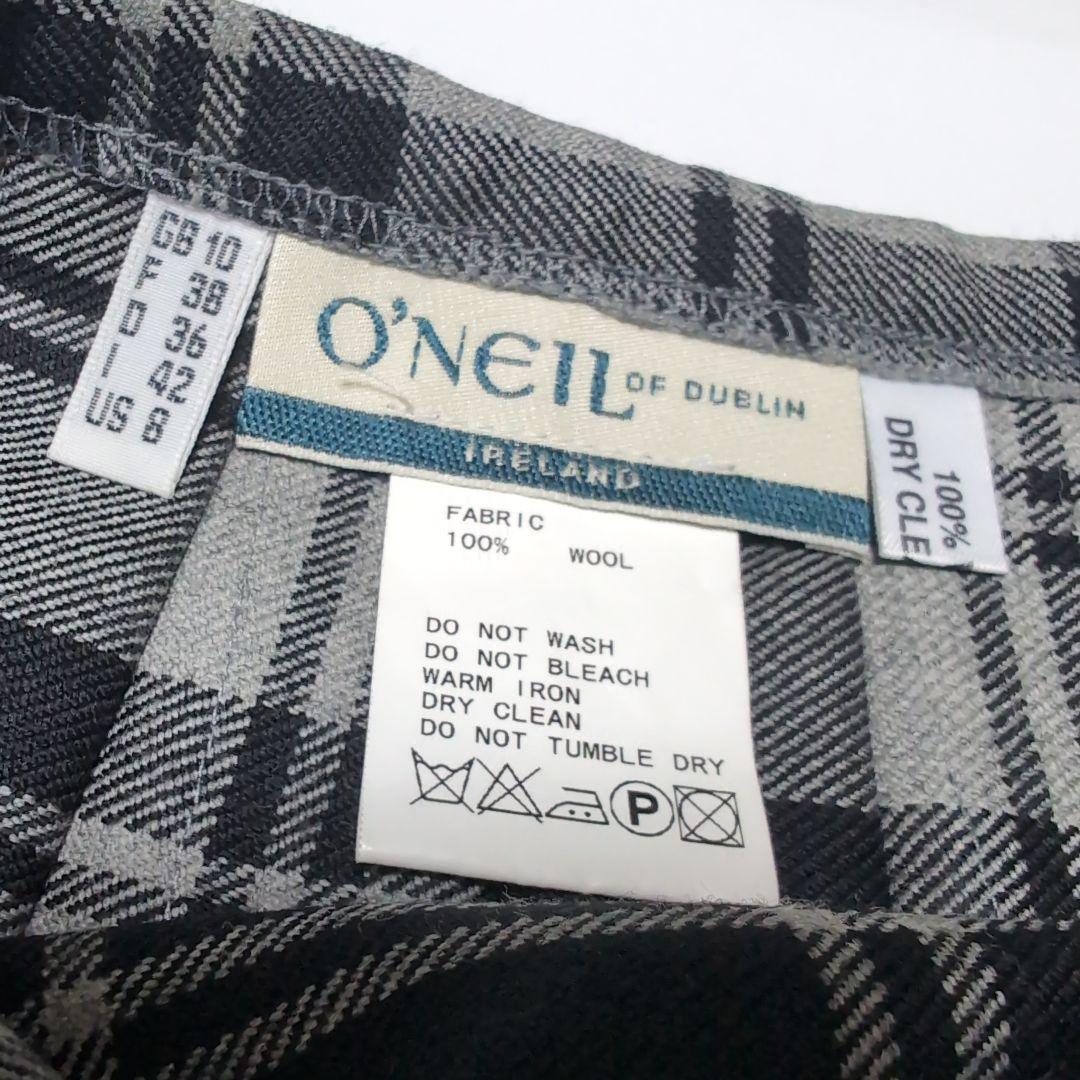 GB 10
F 38
D 36
I 42
US 8
O'NEIL OF DUBLIN
IRELAND
100%
DRY CLE
FABRIC
100% WOOL
DO NOT WASH
DO NOT BLEACH
WARM IRON
DRY CLEAN
DO NOT TUMBLE DRY
P